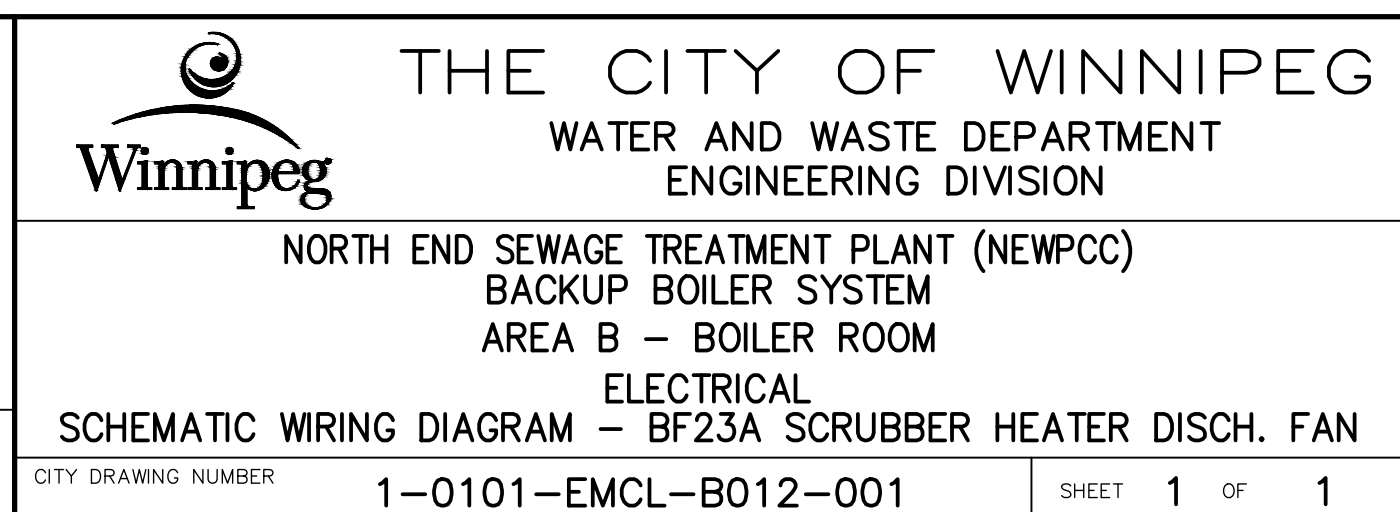 Winnipeg
THE CITY OF WINNIPEG
WATER AND WASTE DEPARTMENT
ENGINEERING DIVISION
NORTH END SEWAGE TREATMENT PLANT (NEWPCC)
BACKUP BOILER SYSTEM
AREA B – BOILER ROOM
ELECTRICAL
SCHEMATIC WIRING DIAGRAM – BF23A SCRUBBER HEATER DISCH. FAN
CITY DRAWING NUMBER
1-0101-EMCL-B012-001
SHEET 1 OF 1